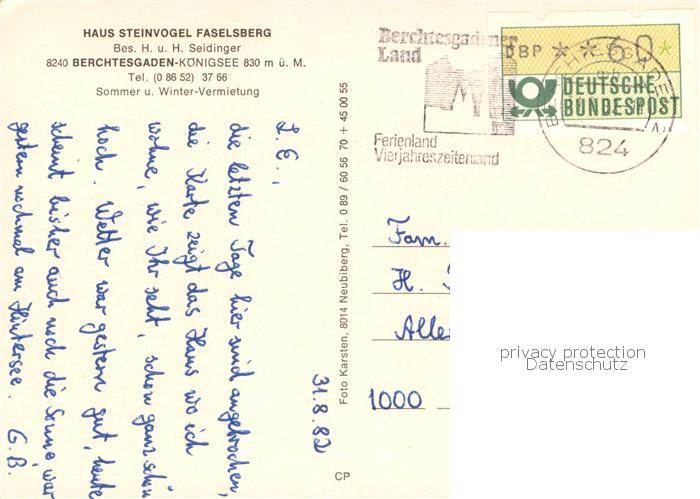 HAUS STEINVOGEL FASELSBERG
Bes. H. u. H. Seidinger
8240 BERCHTESGADEN-KÖNIGSEE 830 m ü. M.
Tel. (0 86 52) 37 66
Sommer u. Winter-Vermietung
L. E.,
die letzten Tage hier sind angebrochen,
die Karte zeigt das Haus wo ich
wohne, wie Ihr seht, schon ganz schön
hoch. Wetter war gestern gut, heute
scheint bisher auch noch die Sonne, war
gestern nochmal am Hintersee. G. B.
31.8.82
Foto Karsten, 8014 Neubiberg, Tel. 0 89 / 60 56 70 + 45 00 55
CP
Berchtesgadener
Land
Ferienland
Vierjahreszeitenland
DBP * * 60 *
DEUTSCHE
BUNDESPOST
824
Fam.
H.
Alle
1000
privacy protection
Datenschutz